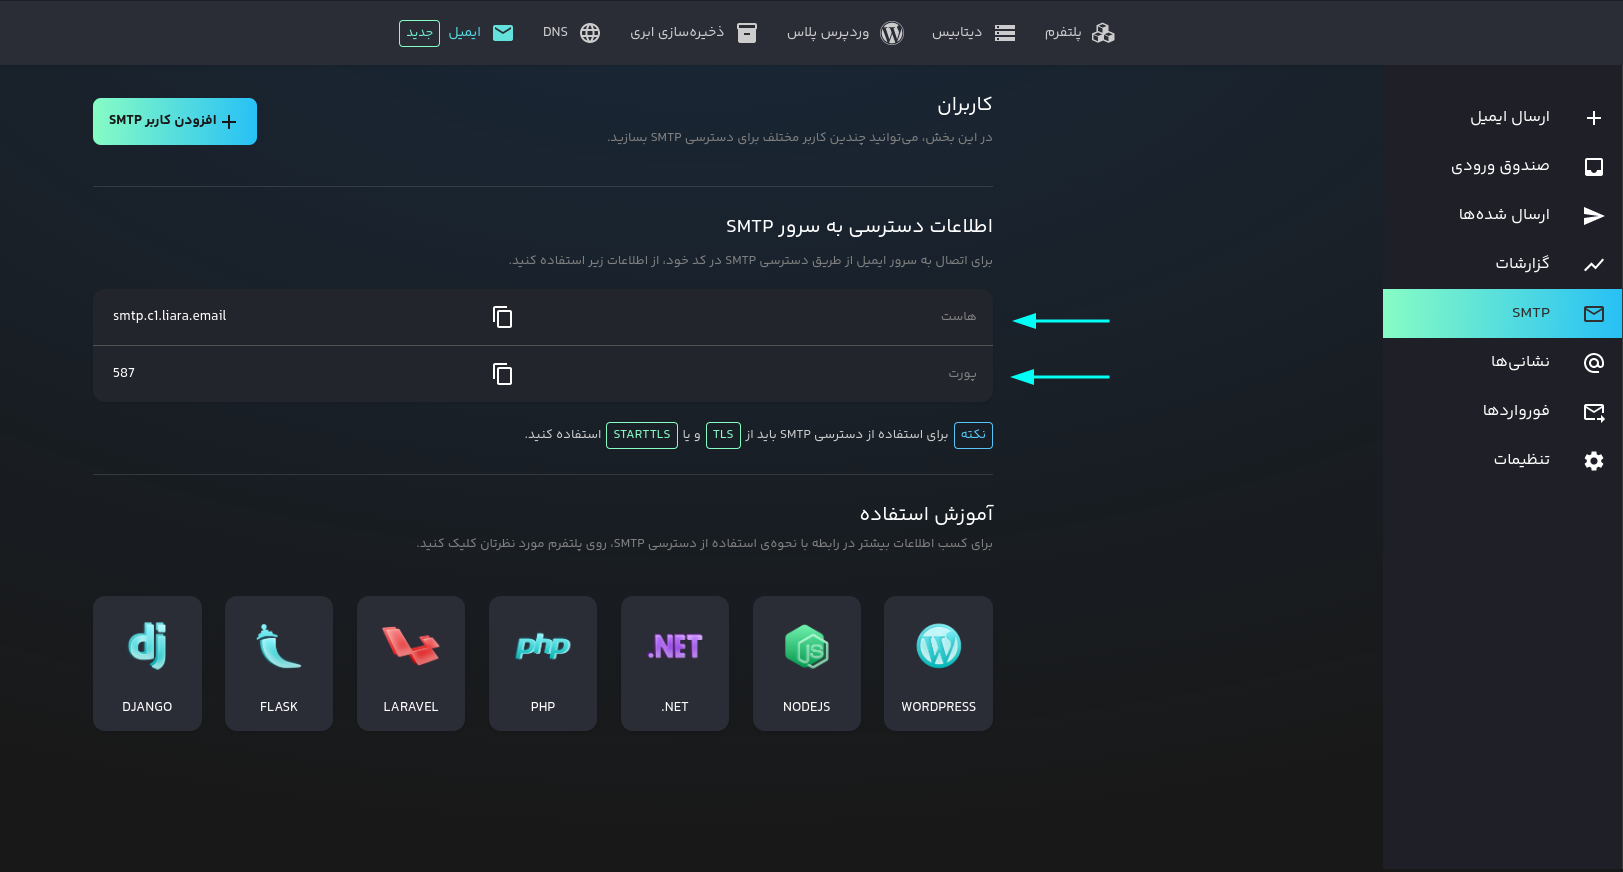 پلتفرم
دیتابیس
وردپرس پلاس
ذخیره‌سازی ابری
DNS
ایمیل جدید
ارسال ایمیل
صندوق ورودی
ارسال شده‌ها
گزارشات
SMTP
نشانی‌ها
فورواردها
تنظیمات
کاربران
در این بخش، می‌توانید چندین کاربر مختلف برای دسترسی SMTP بسازید.
افزودن کاربر SMTP
اطلاعات دسترسی به سرور SMTP
برای اتصال به سرور ایمیل از طریق دسترسی SMTP در کد خود، از اطلاعات زیر استفاده کنید.
هاست smtp.c1.liara.email
پورت 587
نکته برای استفاده از دسترسی SMTP باید از TLS و یا STARTTLS استفاده کنید.
آموزش استفاده
برای کسب اطلاعات بیشتر در رابطه با نحوه‌ی استفاده از دسترسی SMTP، روی پلتفرم مورد نظرتان کلیک کنید.
WORDPRESS
JS
NODEJS
.NET
.NET
php
PHP
LARAVEL
FLASK
dj
DJANGO